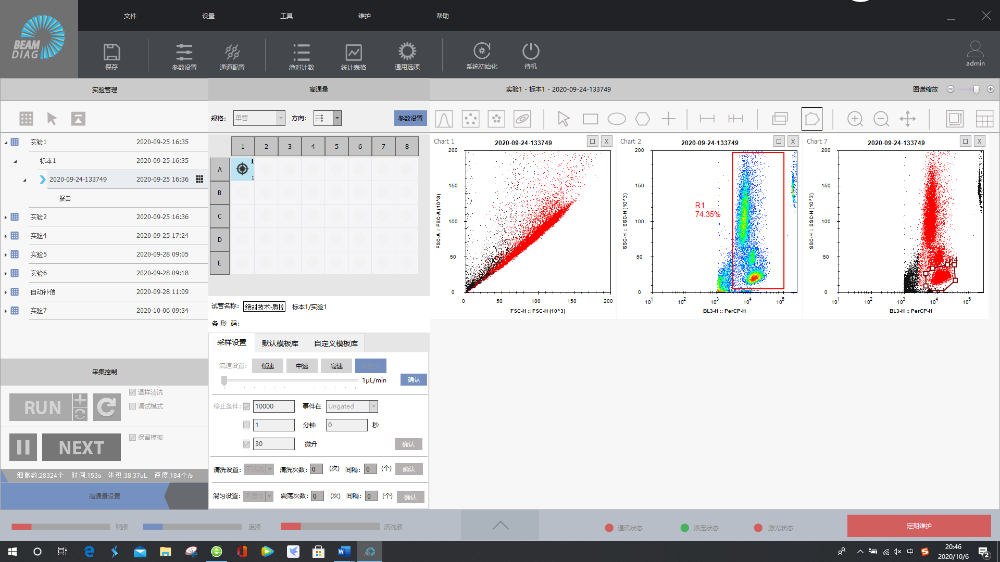 BEAM
DIAG
文件 设置 工具 维护 帮助
保存 参数设置 通道配置 绝对计数 统计表格 通用选项 系统初始化 待机
admin
实验管理
实验1 2020-09-25 16:35
标本1 2020-09-25 16:35
2020-09-24-133749 2020-09-25 16:36
报告
实验2 2020-09-25 16:36
实验4 2020-09-25 17:24
实验5 2020-09-28 09:05
实验6 2020-09-28 09:18
自动补偿 2020-09-28 11:09
实验7 2020-10-06 09:34
采集控制
RUN
退样清洗
调试模式
NEXT
保留模板
细胞数:28324个 时间:153s 体积:38.37uL 速度:184个/s
高通量设置
高通量
规格: 单管 方向: 参数设置
1 2 3 4 5 6 7 8
A 1 1
B
C
D
E
试管名称: 绝对技术-质控 标本1/实验1
条 形 码:
采样设置 默认模板库 自定义模板库
流速设置: 低速 中速 高速 自定义
1μL/min 确认
停止条件: 10000 事件在 Ungated
1 分钟 0 秒
30 微升 确认
清洗设置: 不清洗 清洗次数: 0 (次) 间隔: 0 (个) 确认
混匀设置: 不混匀 震荡次数: 0 (次) 间隔: 0 (个) 确认
实验1 - 标本1 - 2020-09-24-133749 图谱缩放
Chart 1 2020-09-24-133749 X
200
150
100
50
0
FSC-A :: FSC-A (10^3)
0 50 100 150 200
FSC-H :: FSC-H (10^3)
Chart 2 2020-09-24-133749 X
200
150
100
50
0
SSC-H :: SSC-H (10^3)
R1
74.35%
10^1 10^2 10^3 10^4 10^5
BL3-H :: PerCP-H
Chart 7 2020-09-24-133749 X
200
150
100
50
0
SSC-H :: SSC-H (10^3)
10^1 10^2 10^3 10^4 10^5
BL3-H :: PerCP-H
鞘液 废液 清洗液 通讯状态 液压状态 激光状态 定期维护
中
20:46
2020/10/6
2